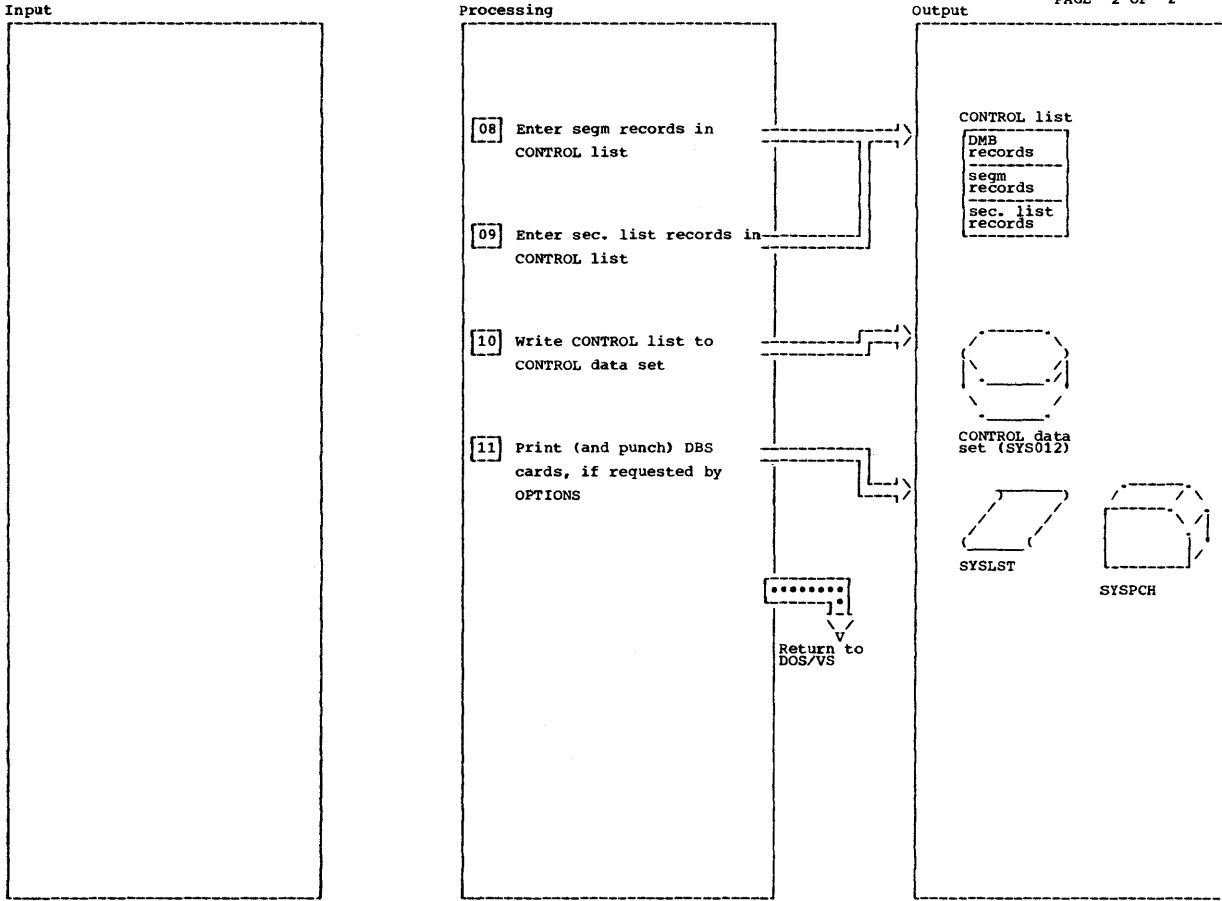 PAGE 2 OF 2
Input
Processing
Output
08 Enter segm records in
CONTROL list
09 Enter sec. list records in
CONTROL list
10 Write CONTROL list to
CONTROL data set
11 Print (and punch) DBS
cards, if requested by
OPTIONS
Return to
DOS/VS
CONTROL list
DMB
records
segm
records
sec. list
records
CONTROL data
set (SYS012)
SYSLST
SYSPCH